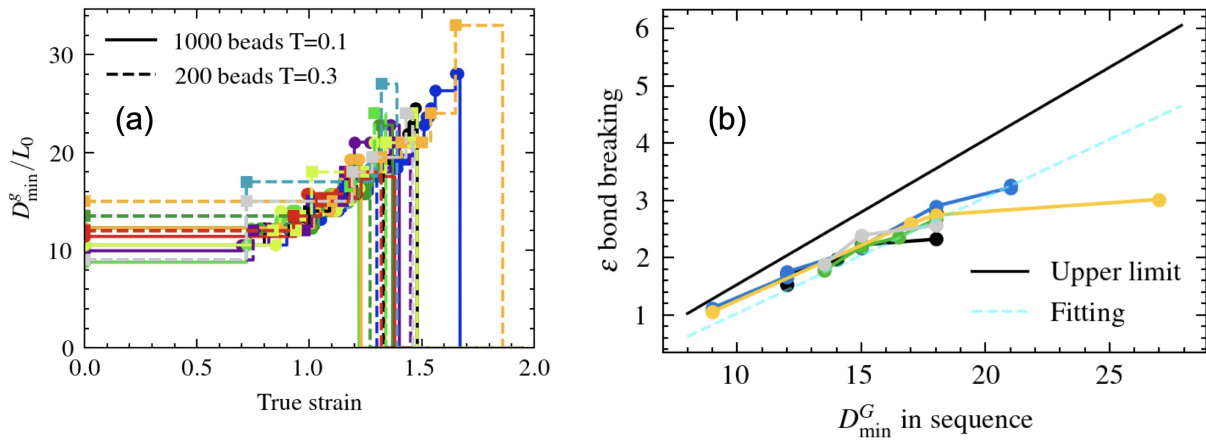 1000 beads T=0.1
200 beads T=0.3
(a)
D^g_min/L_0
30
20
10
0
0.0 0.5 1.0 1.5 2.0
True strain
(b)
ε bond breaking
6
5
4
3
2
1
Upper limit
Fitting
10 15 20 25
D^G_min in sequence